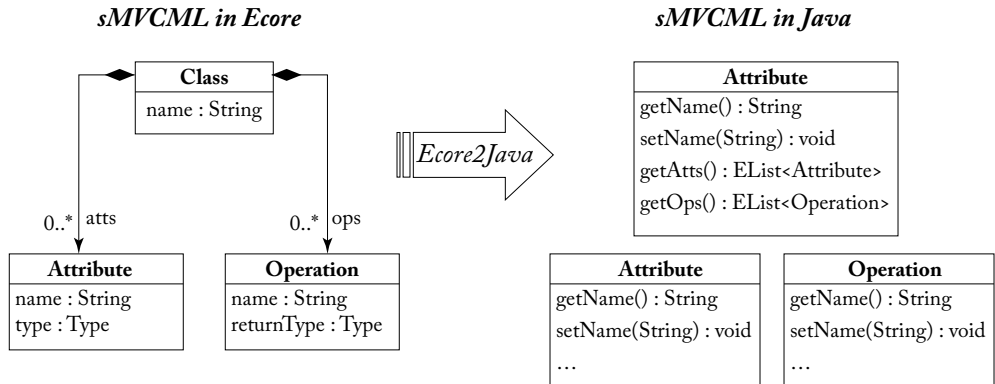 sMVCML in Ecore
Class
name : String
0..* atts
0..* ops
Attribute
name : String
type : Type
Operation
name : String
returnType : Type
Ecore2Java
sMVCML in Java
Attribute
getName() : String
setName(String) : void
getAtts() : EList<Attribute>
getOps() : EList<Operation>
Attribute
getName() : String
setName(String) : void
…
Operation
getName() : String
setName(String) : void
…